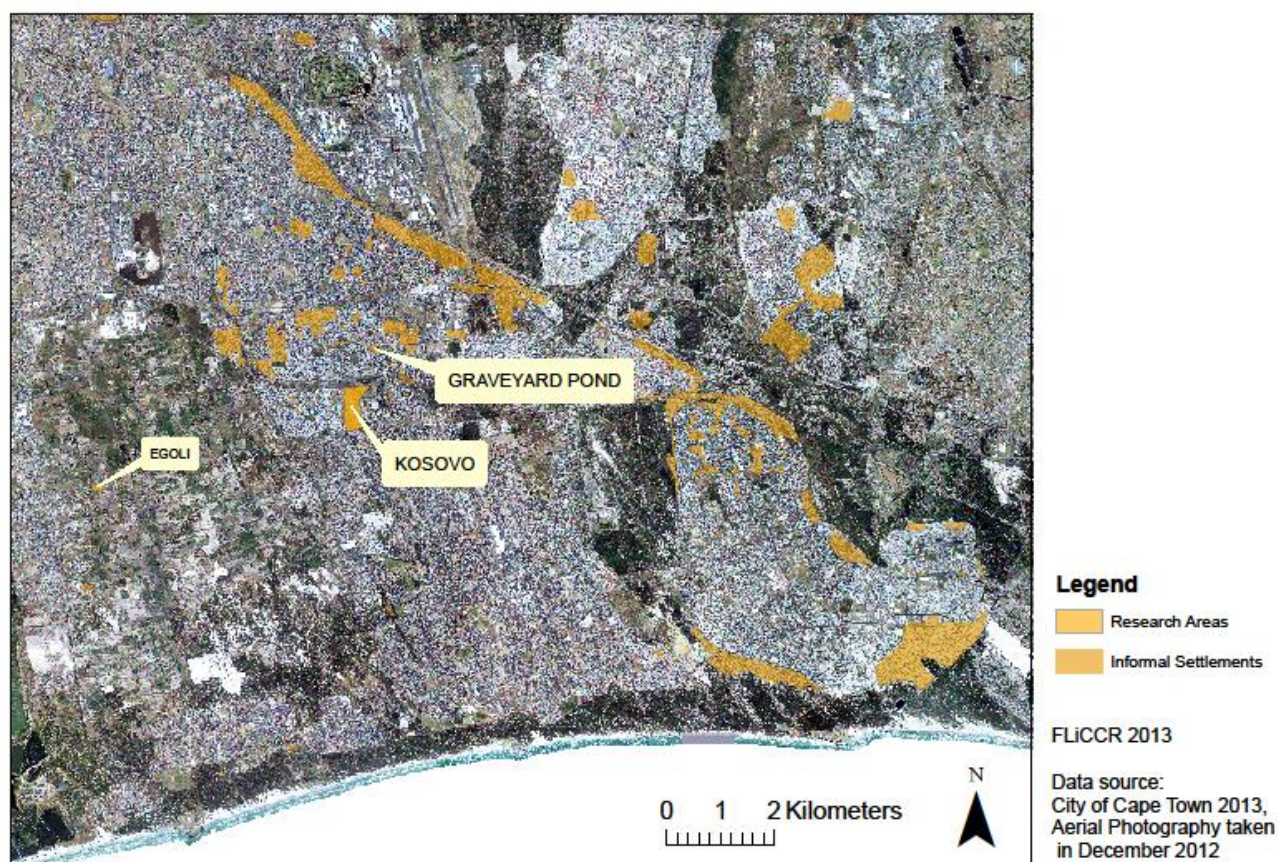 GRAVEYARD POND
EGOLI
KOSOVO
Legend
Research Areas
Informal Settlements
FLiCCR 2013
Data source:
City of Cape Town 2013,
Aerial Photography taken
in December 2012
N
0 1 2 Kilometers